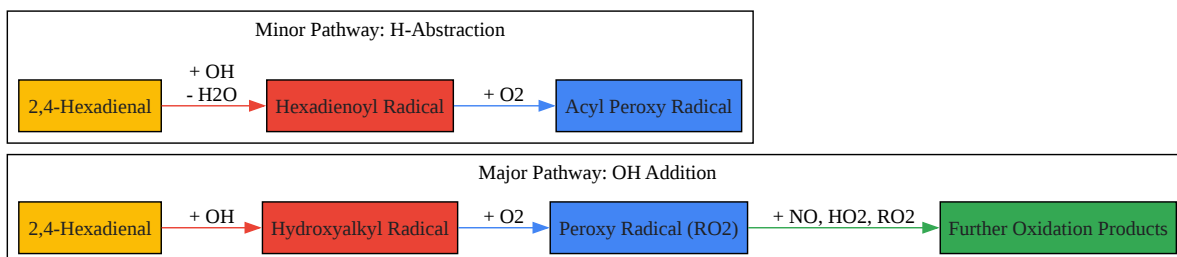 Minor Pathway: H-Abstraction
2,4-Hexadienal
+ OH
- H2O
Hexadienoyl Radical
+ O2
Acyl Peroxy Radical
Major Pathway: OH Addition
2,4-Hexadienal
+ OH
Hydroxyalkyl Radical
+ O2
Peroxy Radical (RO2)
+ NO, HO2, RO2
Further Oxidation Products